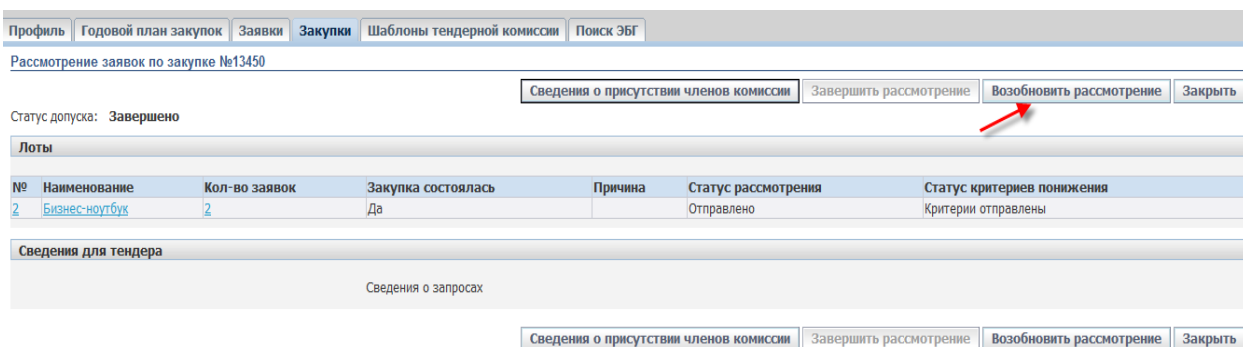 Профиль Годовой план закупок Заявки Закупки Шаблоны тендерной комиссии Поиск ЭБГ
Рассмотрение заявок по закупке №13450
Сведения о присутствии членов комиссии Завершить рассмотрение Возобновить рассмотрение Закрыть
Статус допуска: Завершено
Лоты
№ Наименование Кол-во заявок Закупка состоялась Причина Статус рассмотрения Статус критериев понижения
2 Бизнес-ноутбук 2 Да Отправлено Критерии отправлены
Сведения для тендера
Сведения о запросах
Сведения о присутствии членов комиссии Завершить рассмотрение Возобновить рассмотрение Закрыть